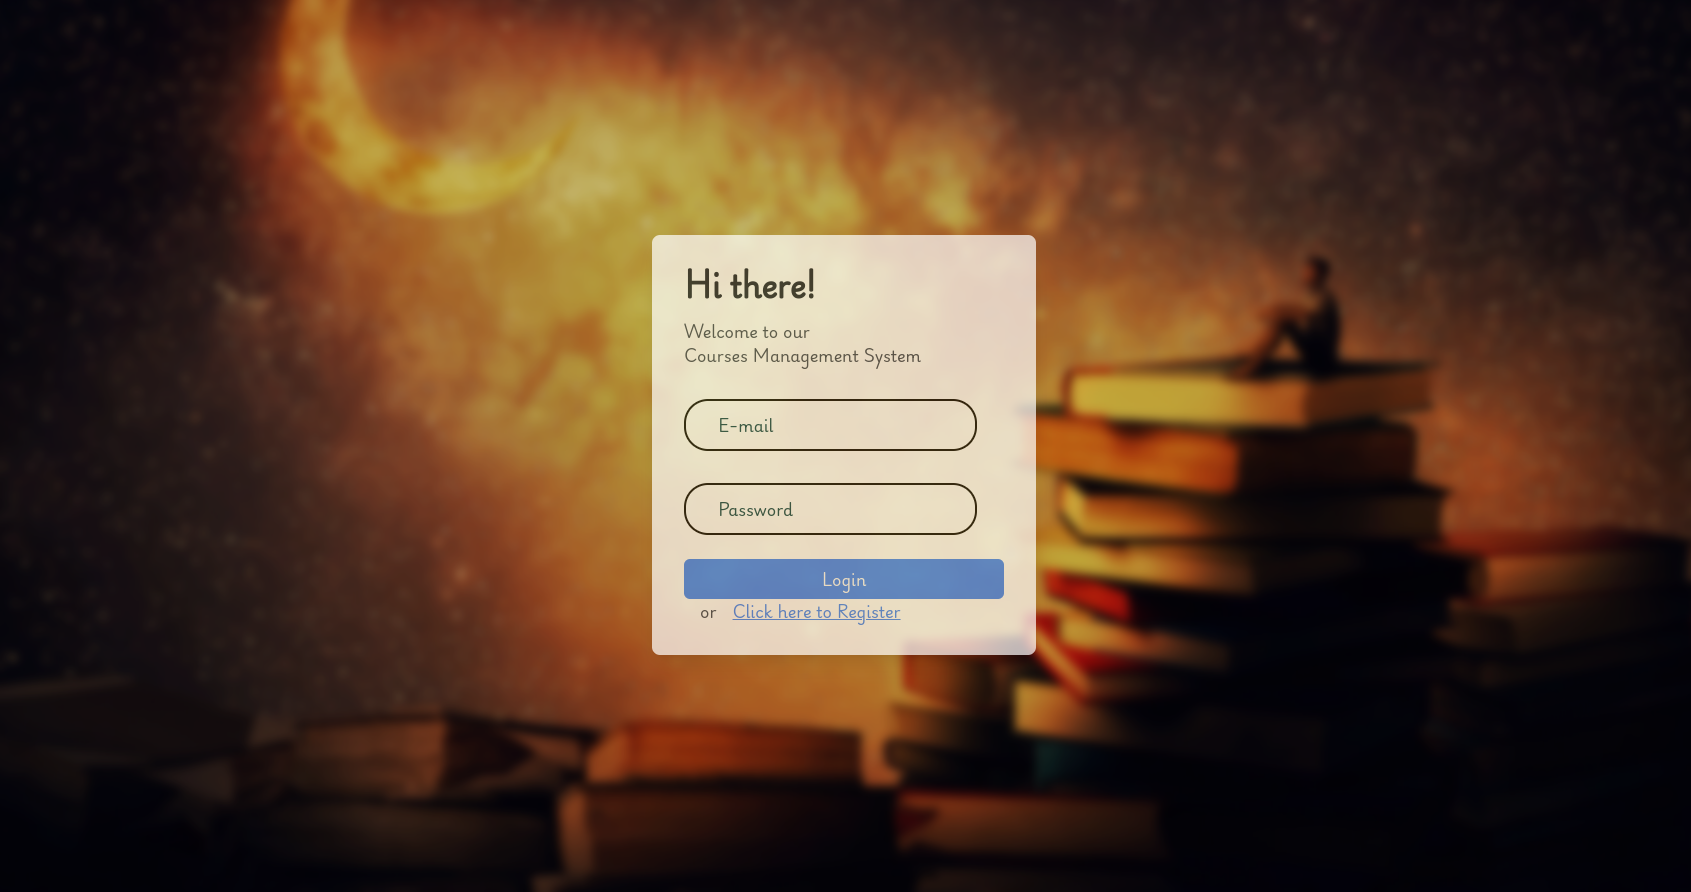 Hi there!
Welcome to our
Courses Management System
E-mail
Password
Login
or Click here to Register